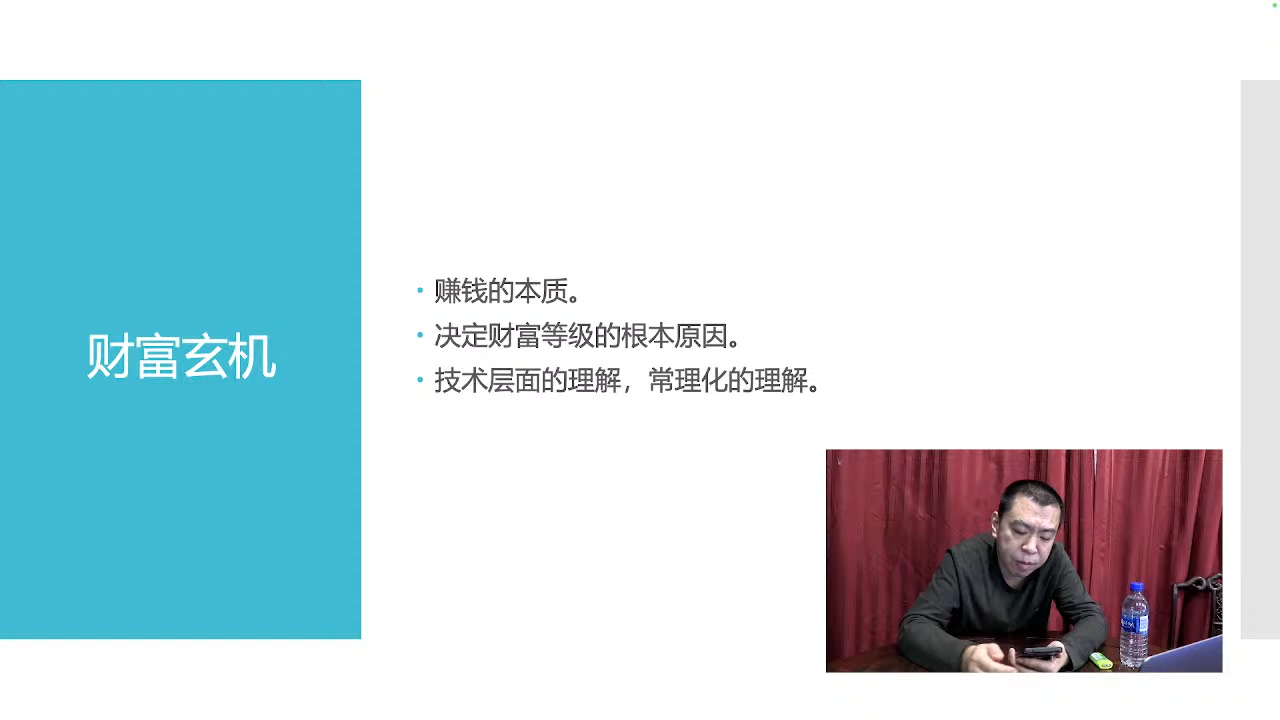 财富玄机
赚钱的本质。
决定财富等级的根本原因。
技术层面的理解，常理化的理解。